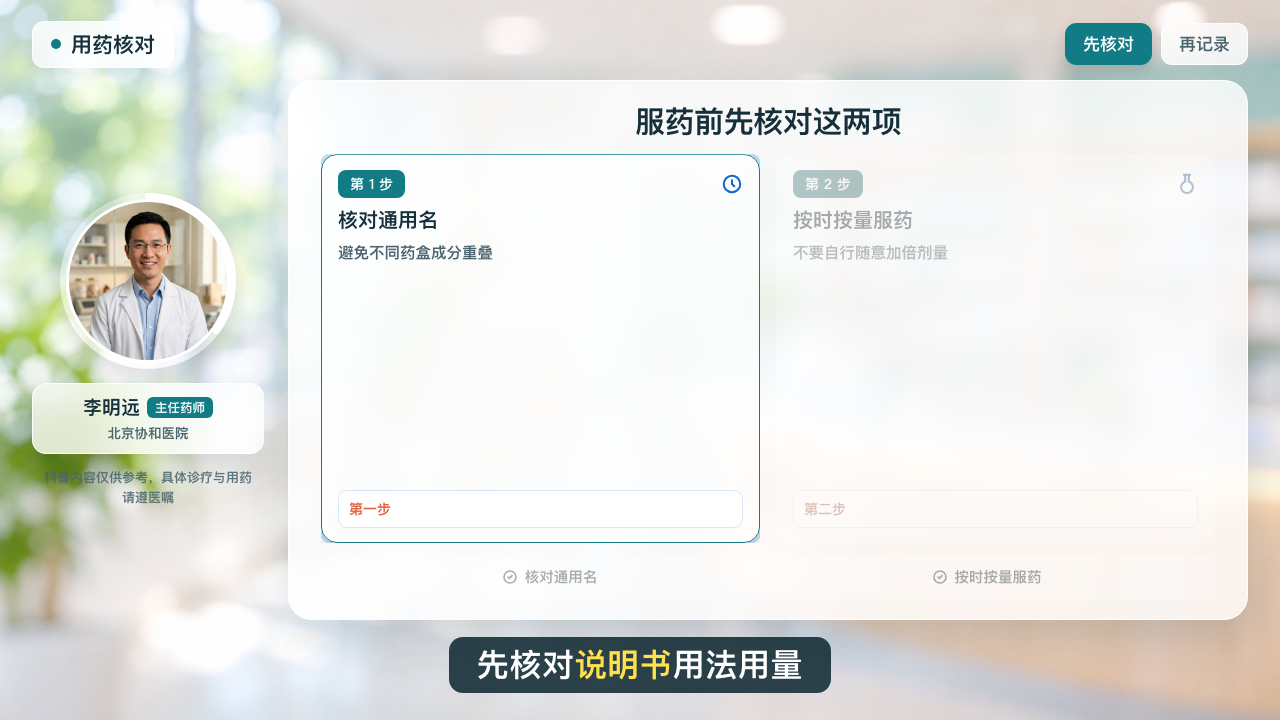 用药核对
先核对
再记录
服药前先核对这两项
第 1 步
核对通用名
避免不同药盒成分重叠
第一步
第 2 步
按时按量服药
不要自行随意加倍剂量
第二步
核对通用名
按时按量服药
李明远 主任药师
北京协和医院
科普内容仅供参考，具体诊疗与用药
请遵医嘱
先核对说明书用法用量